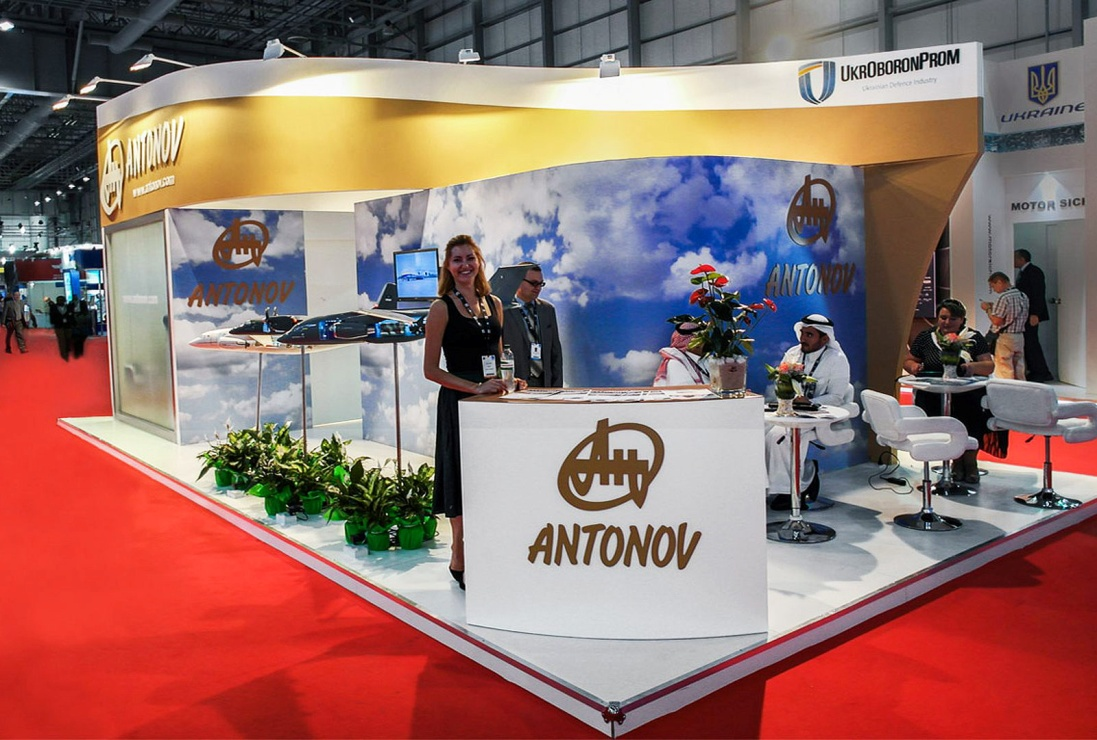 UKROBORONPROM
Ukrainian Defence Industry
UKRAINE
ANTONOV
www.antonov.com
MOTOR SICH
ANTONOV
ANTONOV
ANTONOV